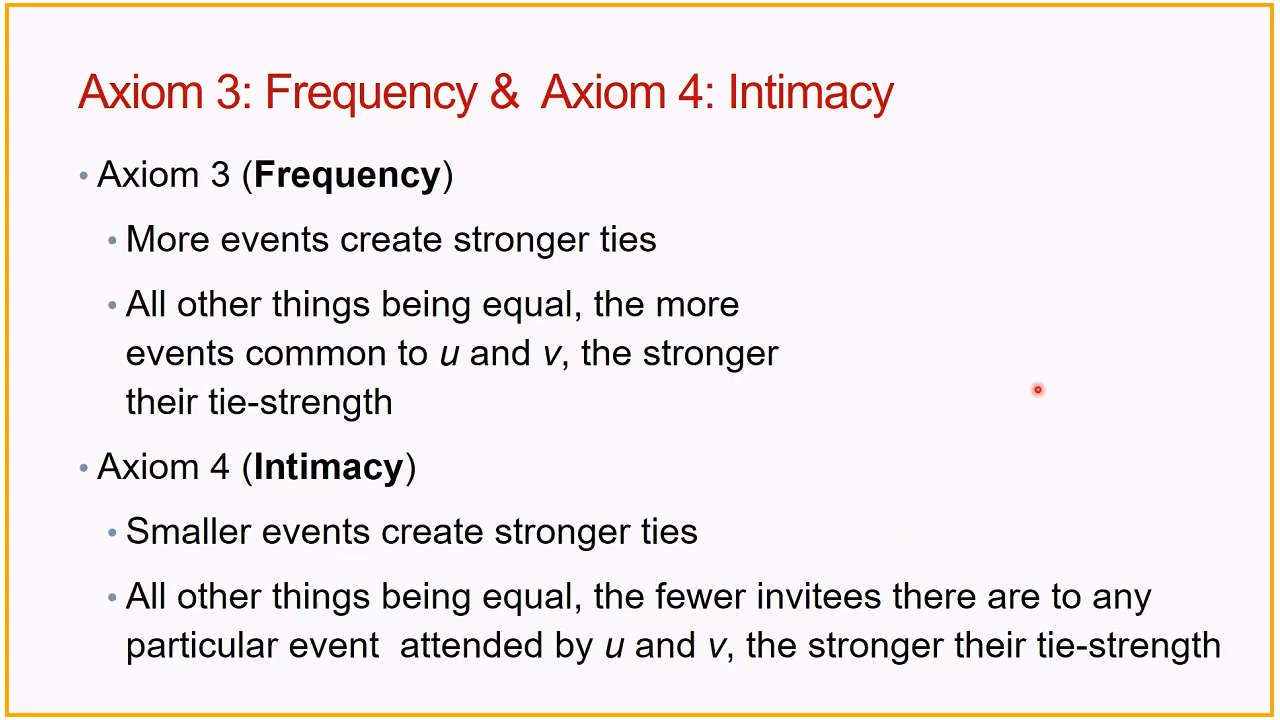 Axiom 3: Frequency & Axiom 4: Intimacy
• Axiom 3 (Frequency)
• More events create stronger ties
• All other things being equal, the more
events common to u and v, the stronger
their tie-strength
• Axiom 4 (Intimacy)
• Smaller events create stronger ties
• All other things being equal, the fewer invitees there are to any
particular event attended by u and v, the stronger their tie-strength